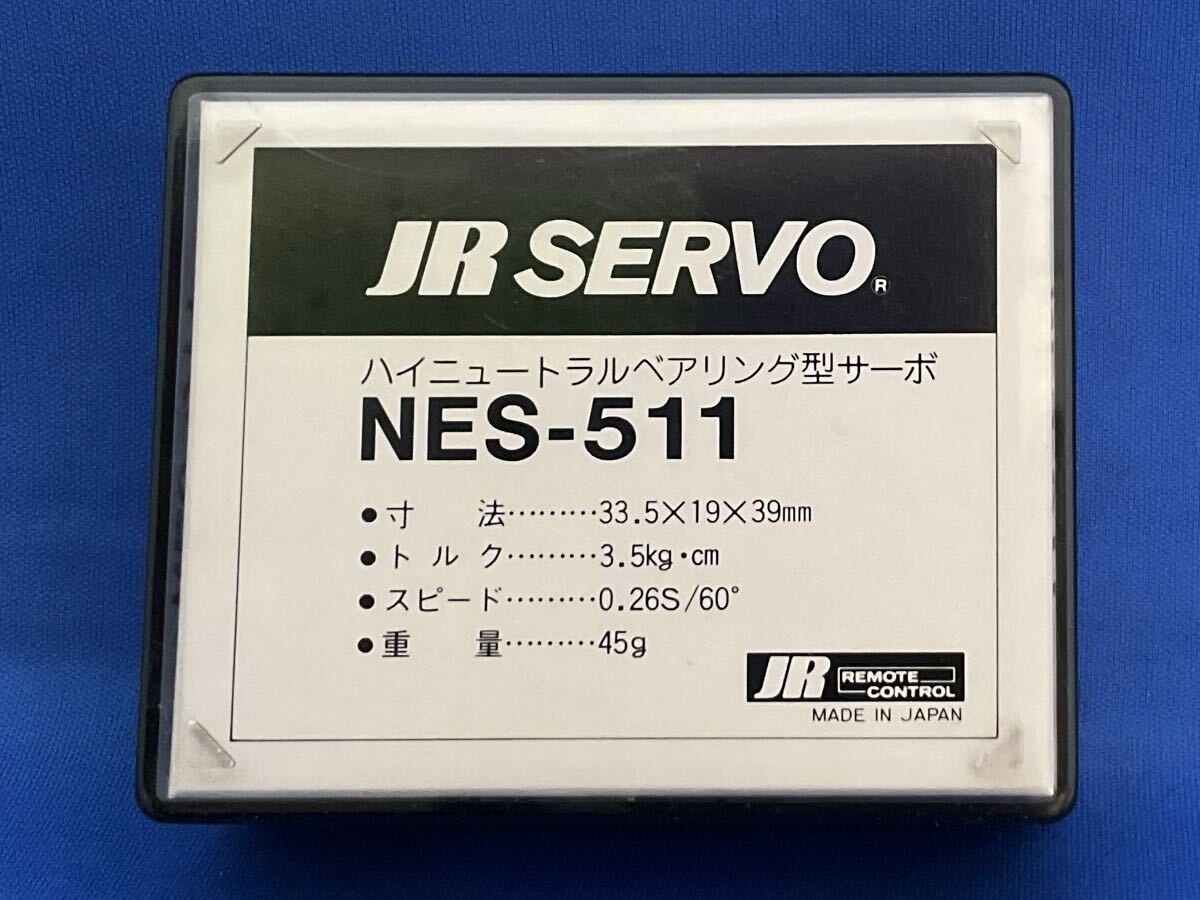 JR SERVO®
ハイニュートラルベアリング型サーボ
NES-511
●寸 法………33.5×19×39mm
●トルク………3.5kg・cm
●スピード………0.26S/60°
●重 量………45g
JR REMOTE CONTROL
MADE IN JAPAN